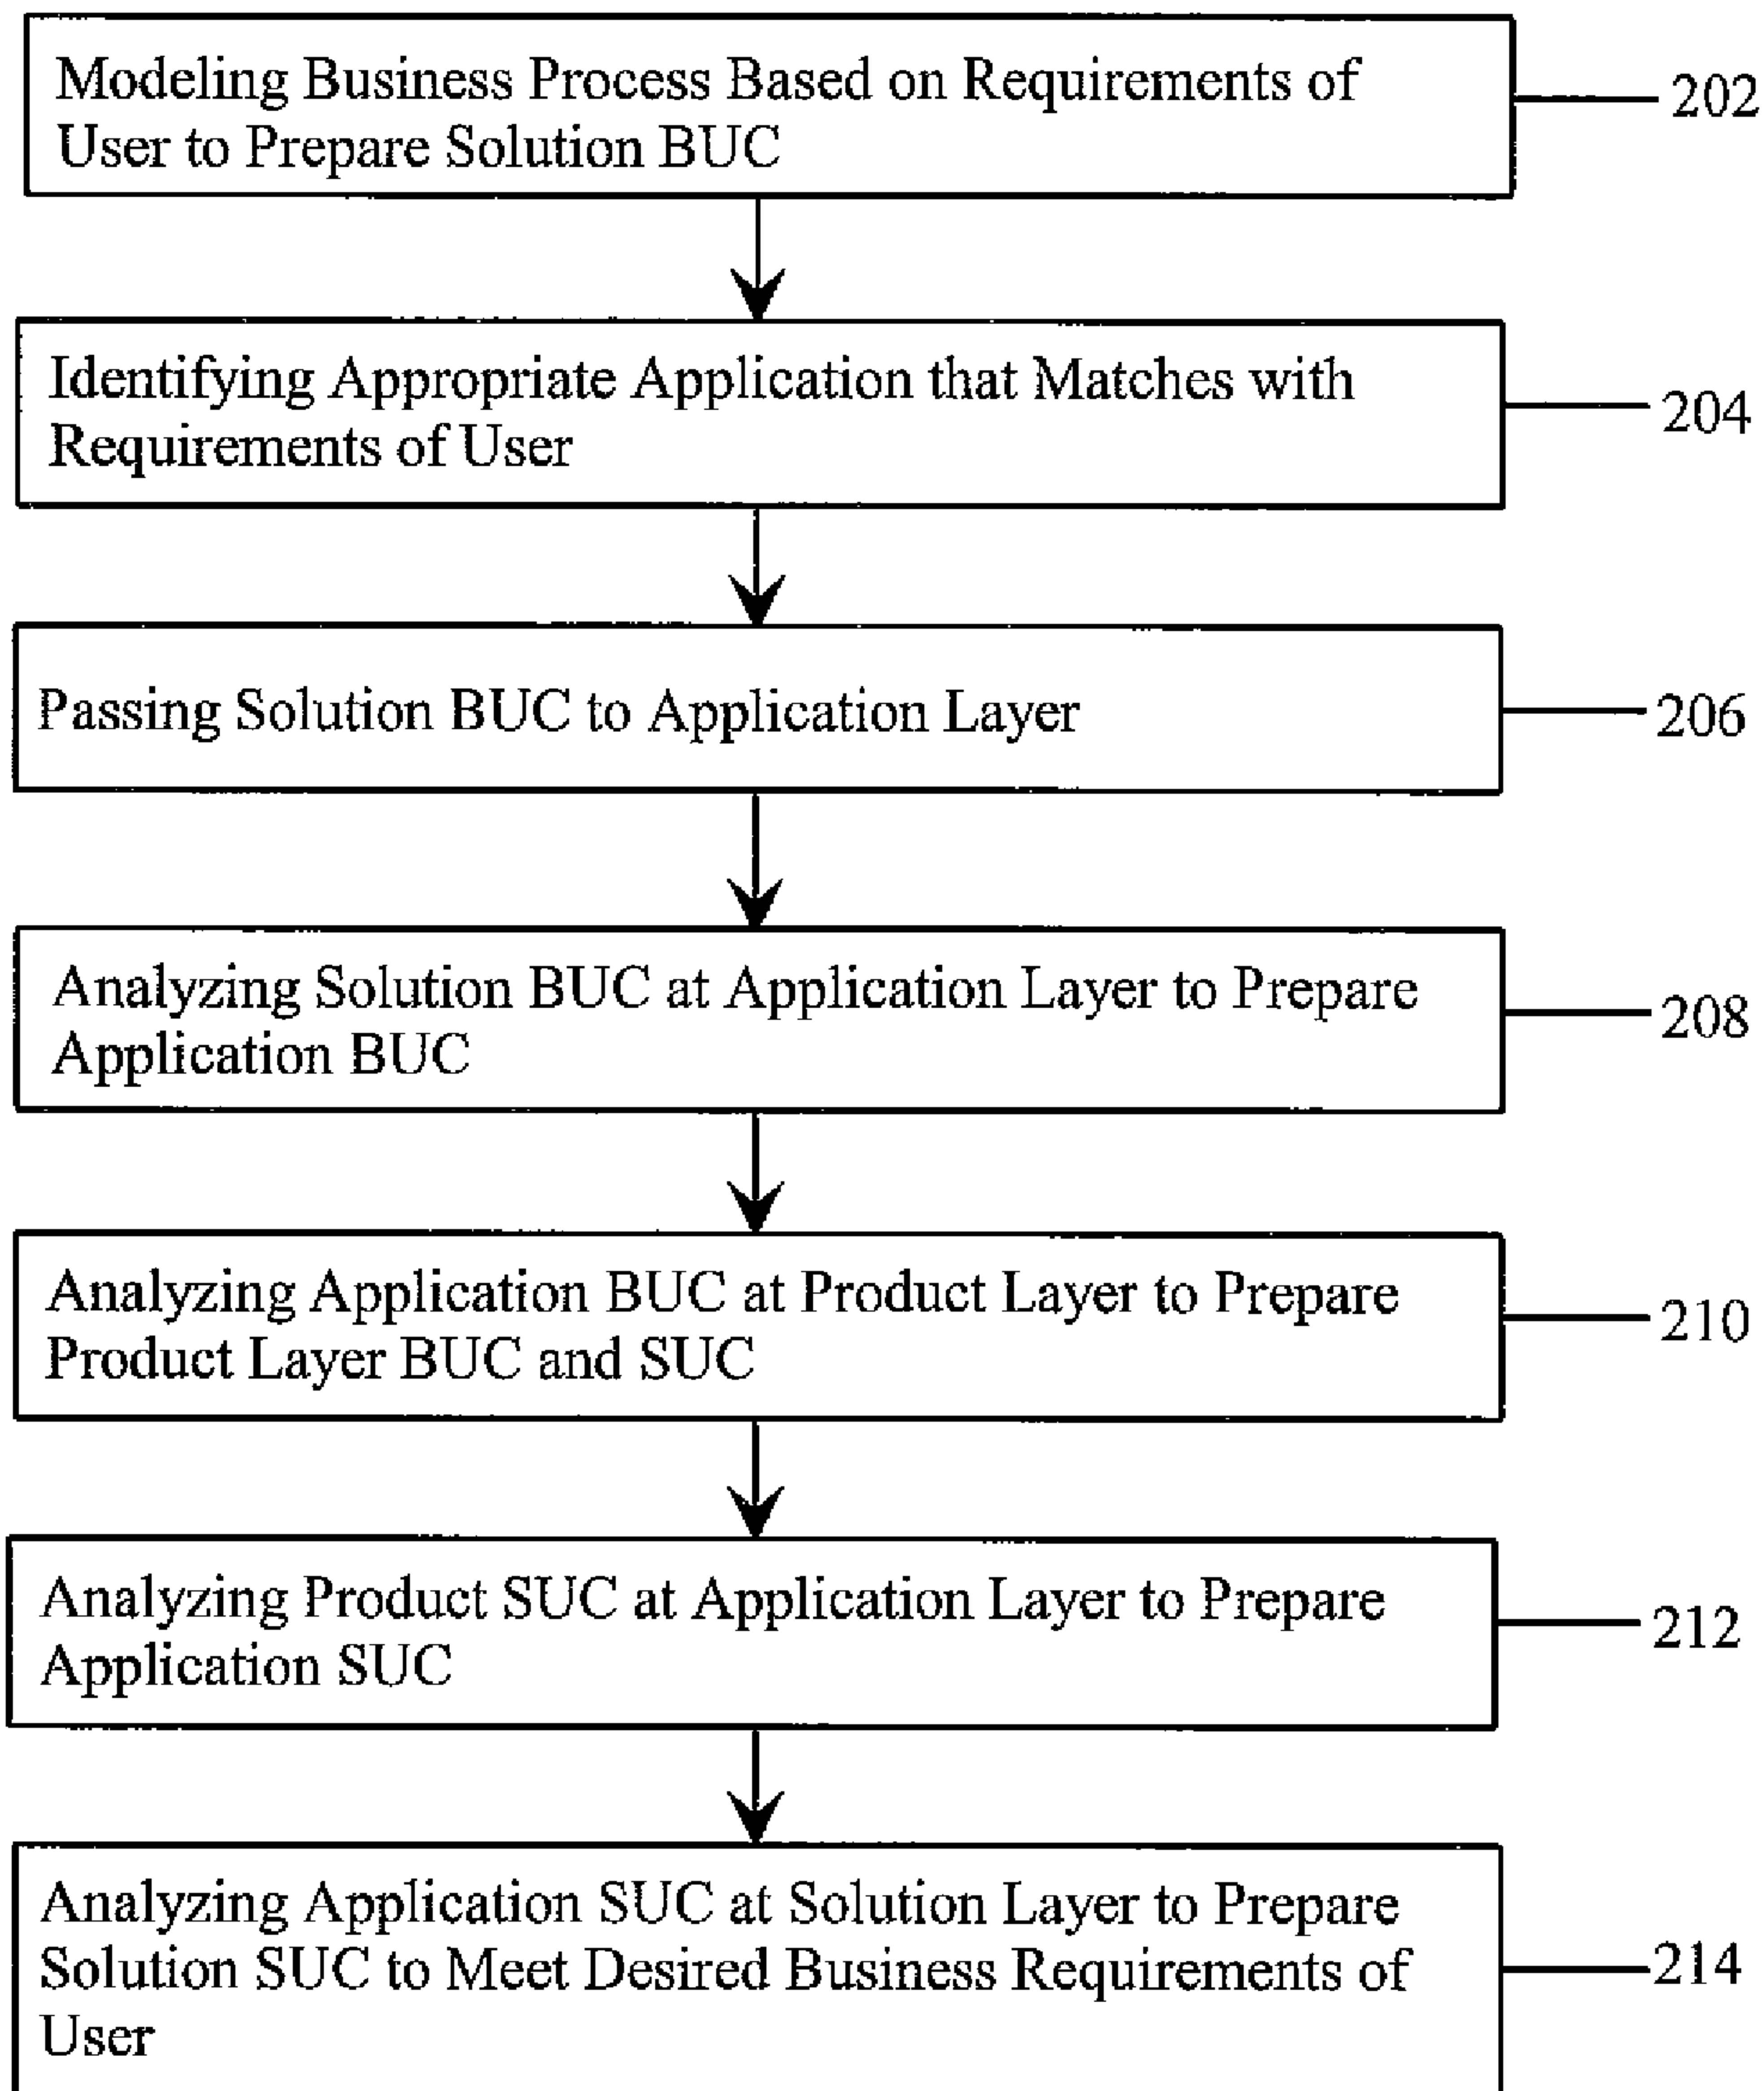 Modeling Business Process Based on Requirements of
User to Prepare Solution BUC
202
Identifying Appropriate Application that Matches with
Requirements of User
204
Passing Solution BUC to Application Layer
206
Analyzing Solution BUC at Application Layer to Prepare
Application BUC
208
Analyzing Application BUC at Product Layer to Prepare
Product Layer BUC and SUC
210
Analyzing Product SUC at Application Layer to Prepare
Application SUC
212
Analyzing Application SUC at Solution Layer to Prepare
Solution SUC to Meet Desired Business Requirements of
User
214